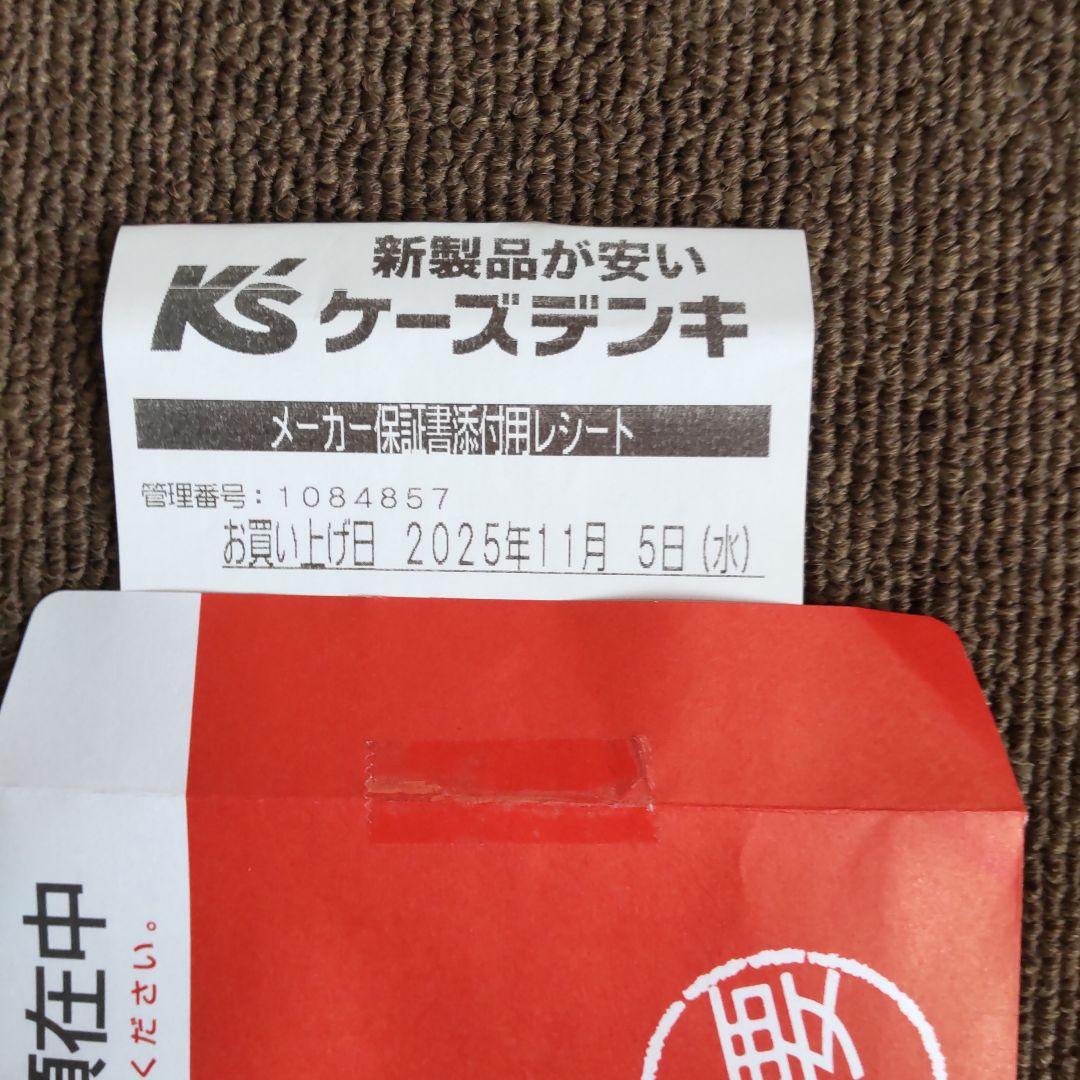 新製品が安い
K's ケーズデンキ
メーカー保証書添付用レシート
管理番号：1084857
お買い上げ日 2025年11月 5日(水)
在中
ください。
要